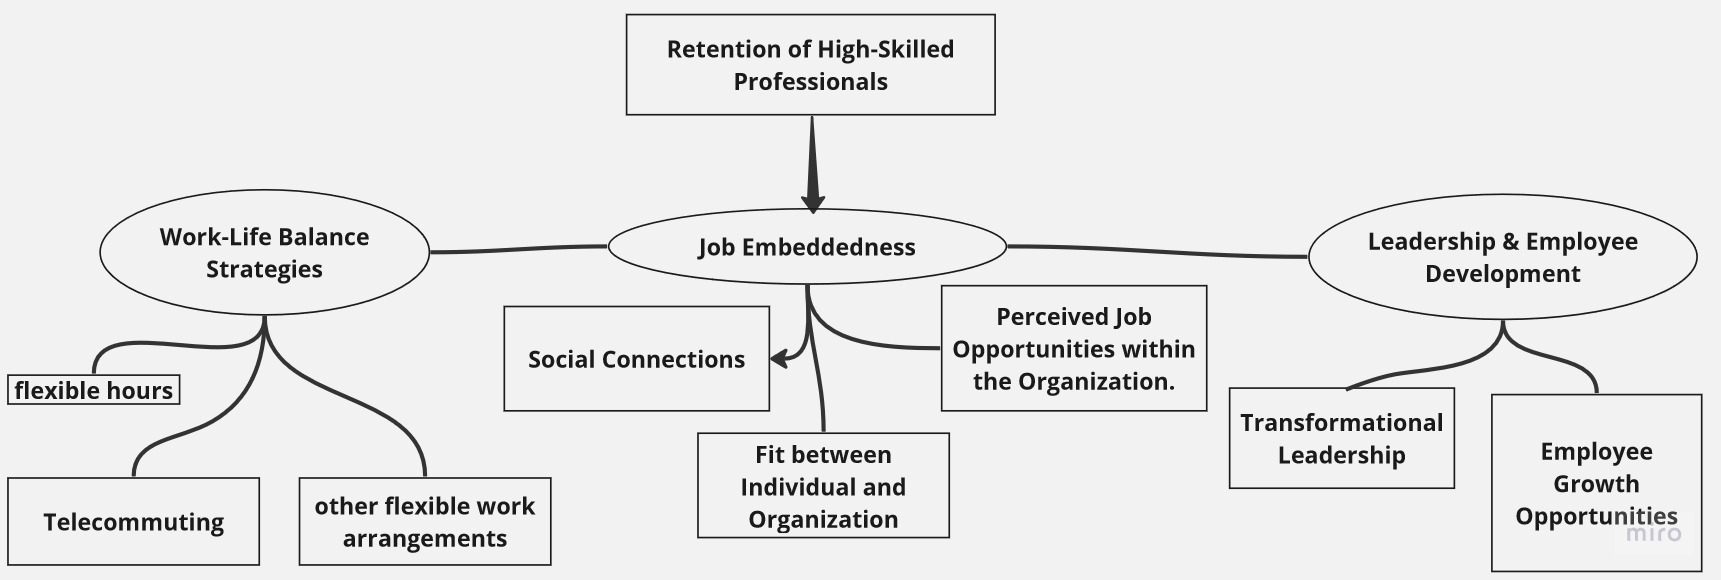 Retention of High-Skilled
Professionals
Work-Life Balance
Strategies
Job Embeddedness
Leadership & Employee
Development
flexible hours
Telecommuting
other flexible work
arrangements
Social Connections
Fit between
Individual and
Organization
Perceived Job
Opportunities within
the Organization.
Transformational
Leadership
Employee
Growth
Opportunities
miro